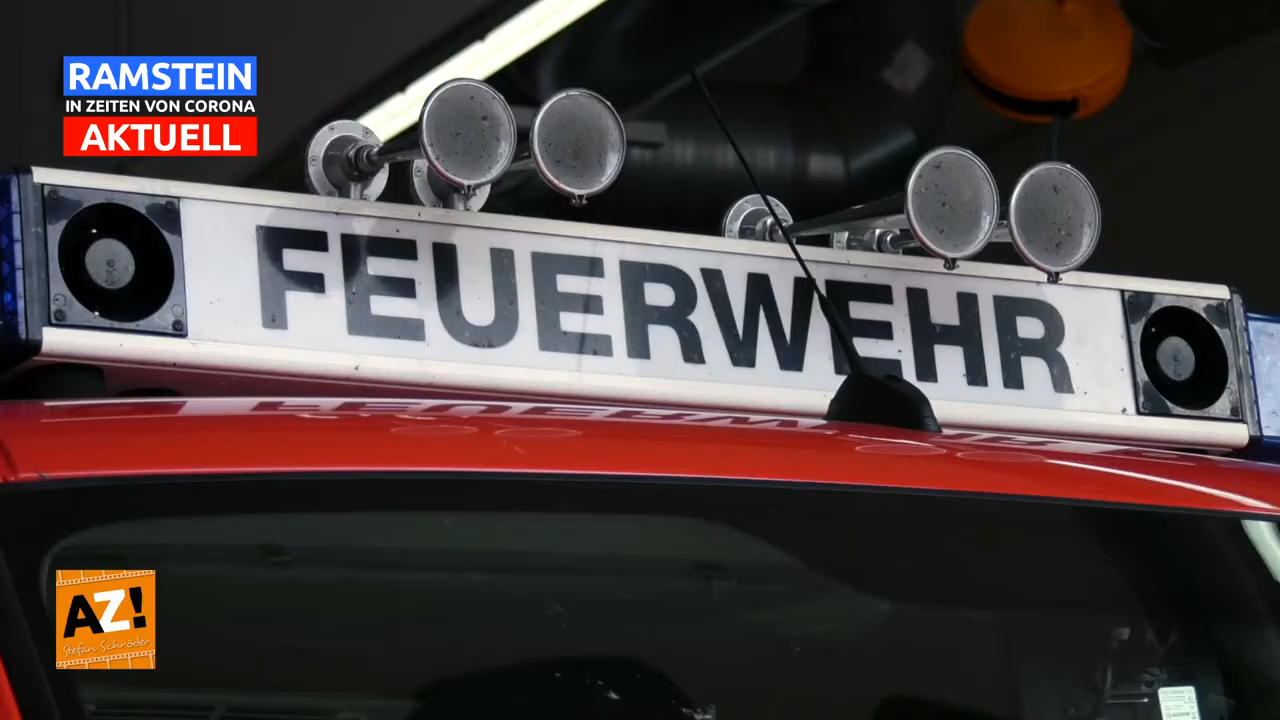 RAMSTEIN
IN ZEITEN VON CORONA
AKTUELL
FEUERWEHR
AZ!
Stefan Schröder